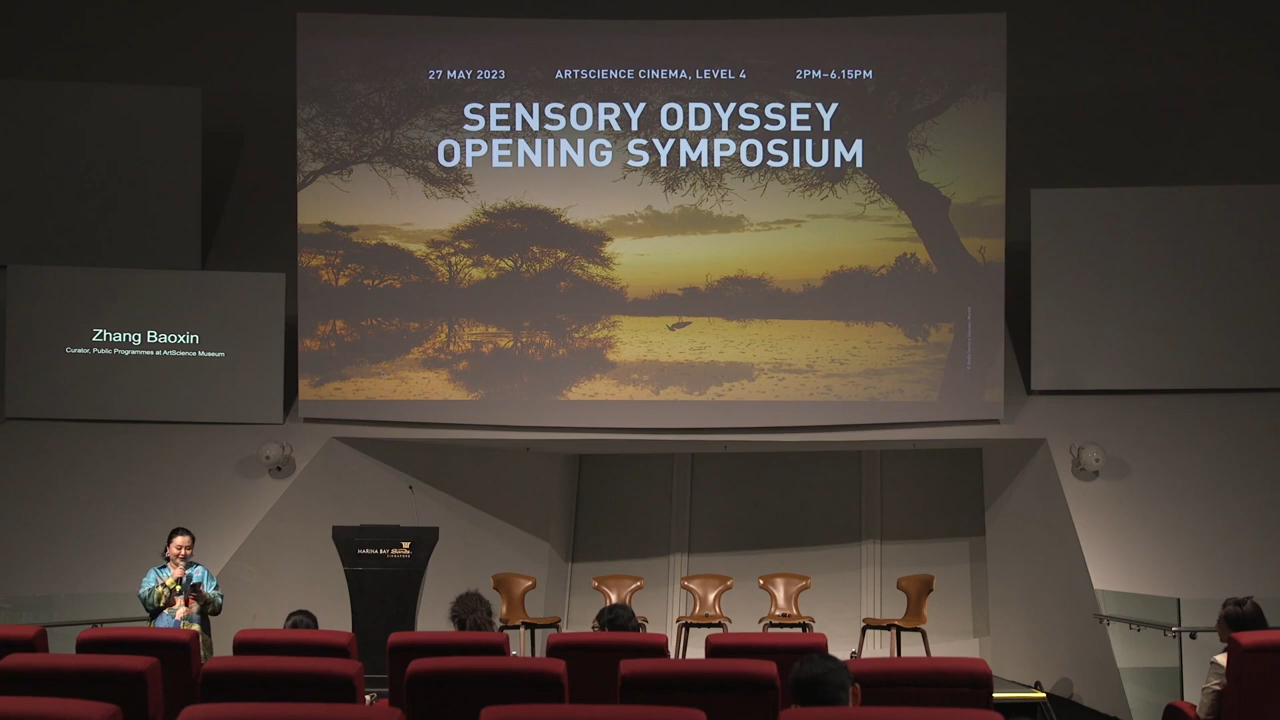 27 MAY 2023 ARTSCIENCE CINEMA, LEVEL 4 2PM–6.15PM
SENSORY ODYSSEY
OPENING SYMPOSIUM
Zhang Baoxin
Curator, Public Programmes at ArtScience Museum
MARINA BAY Sands
SINGAPORE